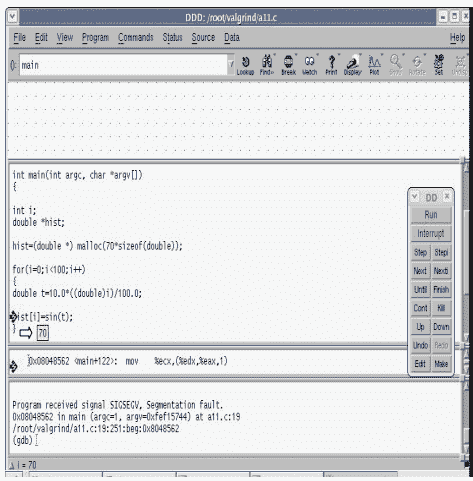 DDD: /root/valgrind/a11.c
File Edit View Program Commands Status Source Data Help
(): main
Lookup Find» Break Watch Print Display Plot Rotate Set Undisp
int main(int argc, char *argv[])
{
int i;
double *hist;
hist=(double *) malloc(70*sizeof(double));
for(i=0;i<100;i++)
{
double t=10.0*((double)i)/100.0;
hist[i]=sin(t);
} 70
DDD
Run
Interrupt
Step Stepi
Next Nexti
Until Finish
Cont Kill
Up Down
Undo Redo
Edit Make
0x08048562 <main+122>: mov %ecx,(%edx,%eax,1)
Program received signal SIGSEGV, Segmentation fault.
0x08048562 in main (argc=1, argv=0xfef15744) at a11.c:19
/root/valgrind/a11.c:19:251:beg:0x8048562
(gdb)
i = 70